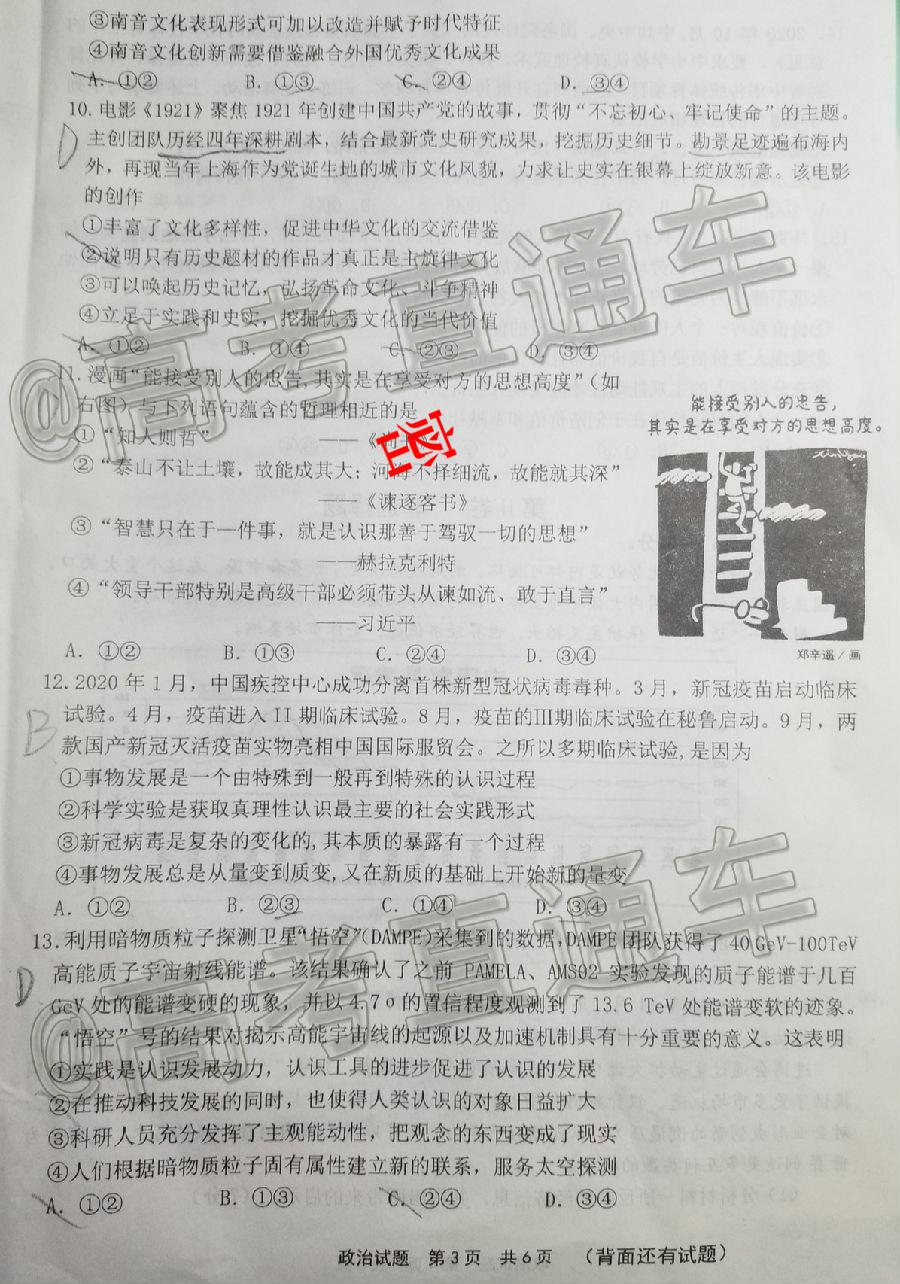 ③南音文化表现形式可加以改造并赋予时代特征
④南音文化创新需要借鉴融合外国优秀文化成果
A. ①② B. ①③ C. ②④ D. ③④
10. 电影《1921》聚焦 1921 年创建中国共产党的故事，贯彻“不忘初心、牢记使命”的主题。
D
主创团队历经四年深耕剧本，结合最新党史研究成果，挖掘历史细节。勘景足迹遍布海内
外，再现当年上海作为党诞生地的城市文化风貌，力求让史实在银幕上绽放新意。该电影
的创作
①丰富了文化多样性，促进中华文化的交流借鉴
②说明只有历史题材的作品才真正是主旋律文化
③可以唤起历史记忆，弘扬革命文化、斗争精神
④立足于实践和史实，挖掘优秀文化的当代价值
A. ①② B. ①④ C. ②③ D. ③④
11. 漫画“能接受别人的忠告,其实是在享受对方的思想高度”（如
右图）与下列语句蕴含的哲理相近的是
①“知人则哲” ——《
②“泰山不让土壤，故能成其大；河海不择细流，故能就其深”
——《谏逐客书》
③“智慧只在于一件事，就是认识那善于驾驭一切的思想”
——赫拉克利特
④“领导干部特别是高级干部必须带头从谏如流、敢于直言”
——习近平
A. ①② B. ①③ C. ②④ D. ③④
能接受别人的忠告,
其实是在享受对方的思想高度。
郑辛遥／画
密
12. 2020 年 1 月，中国疾控中心成功分离首株新型冠状病毒毒种。3 月，新冠疫苗启动临床
B
试验。4 月，疫苗进入 II 期临床试验。8 月，疫苗的Ⅲ期临床试验在秘鲁启动。9 月，两
款国产新冠灭活疫苗实物亮相中国国际服贸会。之所以多期临床试验,是因为
①事物发展是一个由特殊到一般再到特殊的认识过程
②科学实验是获取真理性认识最主要的社会实践形式
③新冠病毒是复杂的变化的,其本质的暴露有一个过程
④事物发展总是从量变到质变,又在新质的基础上开始新的量变
A. ①② B. ②③ C. ①④ D. ③④
13. 利用暗物质粒子探测卫星“悟空”(DAMPE)采集到的数据,DAMPE 团队获得了 40 GeV-100TeV
D
高能质子宇宙射线能谱。该结果确认了之前 PAMELA、AMS02 实验发现的质子能谱于几百
GeV 处的能谱变硬的现象，并以 4.7σ 的置信程度观测到了 13.6 TeV 处能谱变软的迹象。
“悟空”号的结果对揭示高能宇宙线的起源以及加速机制具有十分重要的意义。这表明
①实践是认识发展动力，认识工具的进步促进了认识的发展
②在推动科技发展的同时，也使得人类认识的对象日益扩大
③科研人员充分发挥了主观能动性，把观念的东西变成了现实
④人们根据暗物质粒子固有属性建立新的联系，服务太空探测
A. ①② B. ①③ C. ②④ D. ③④
政治试题 第 3 页 共 6 页 （背面还有试题）
@高考直通车
@高考直通车